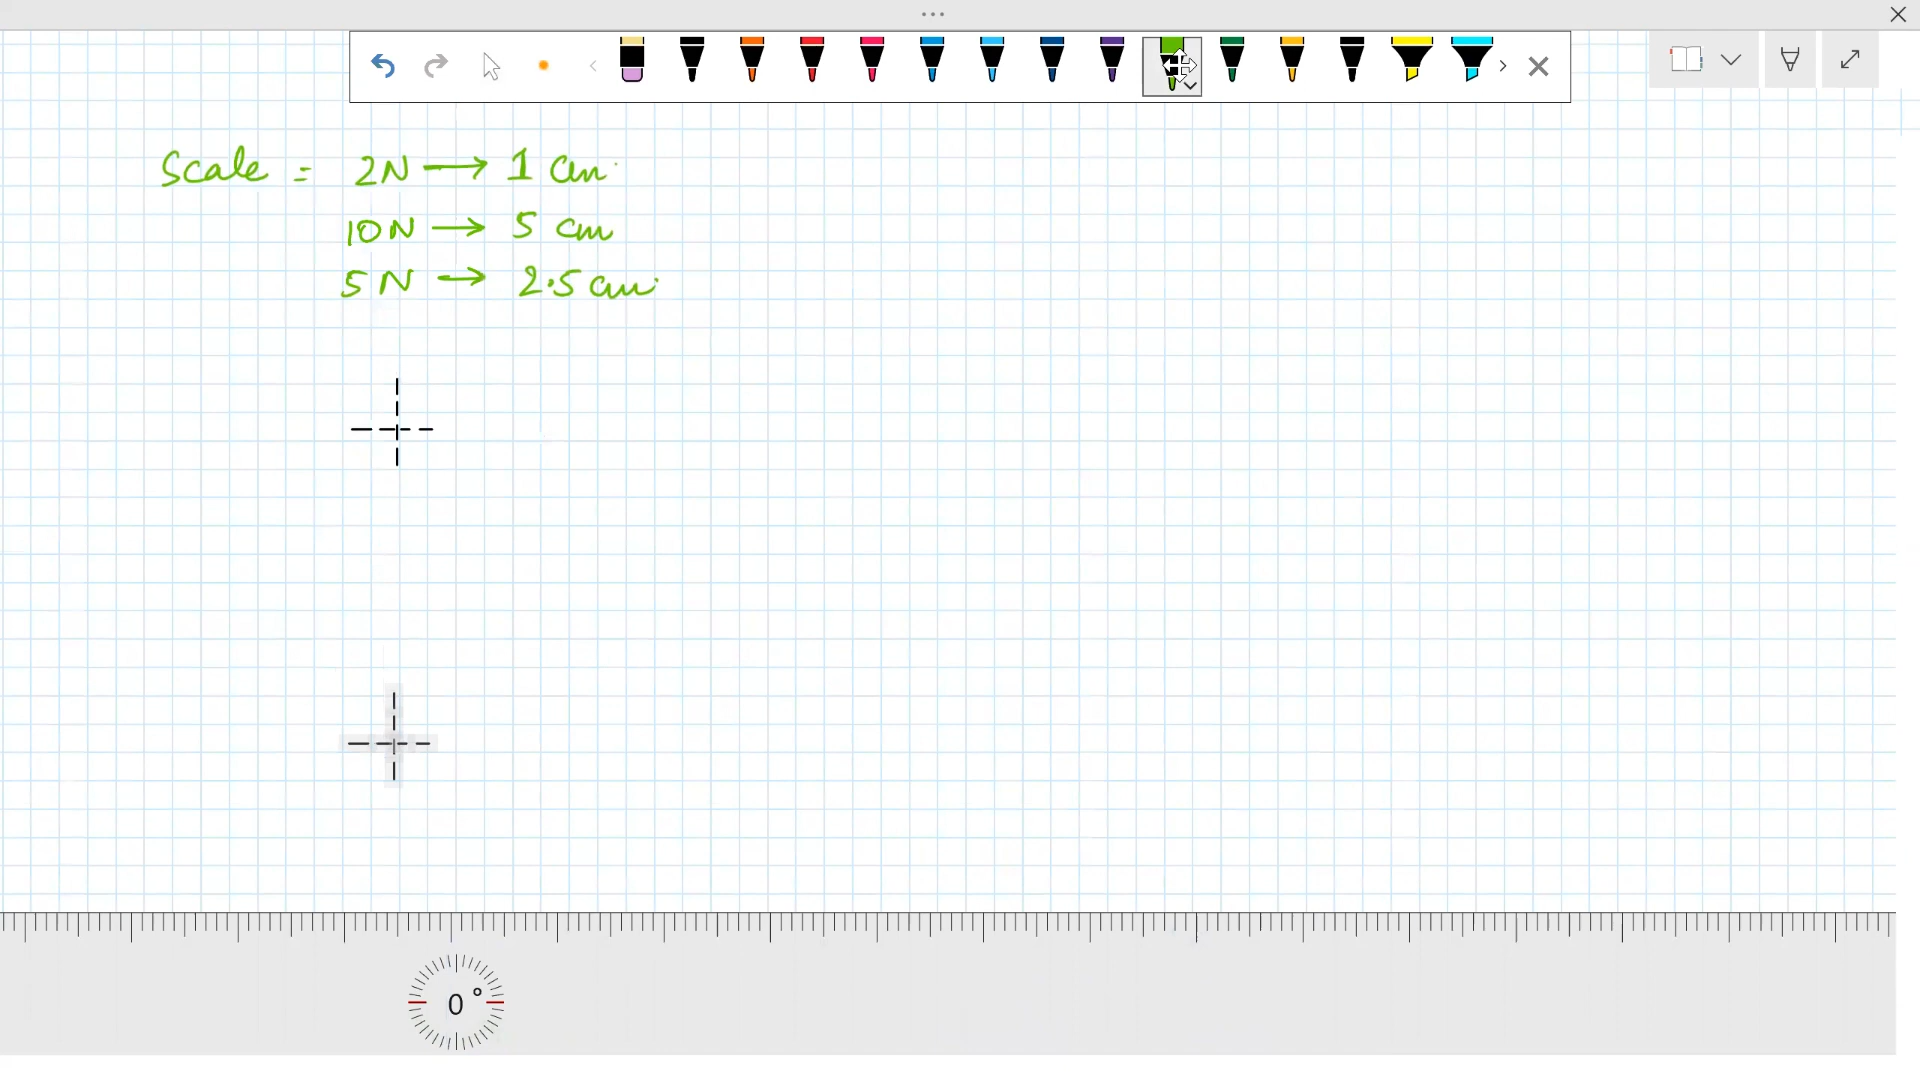 Scale = 2N → 1 cm
10N → 5 cm
5N → 2.5 cm
0°